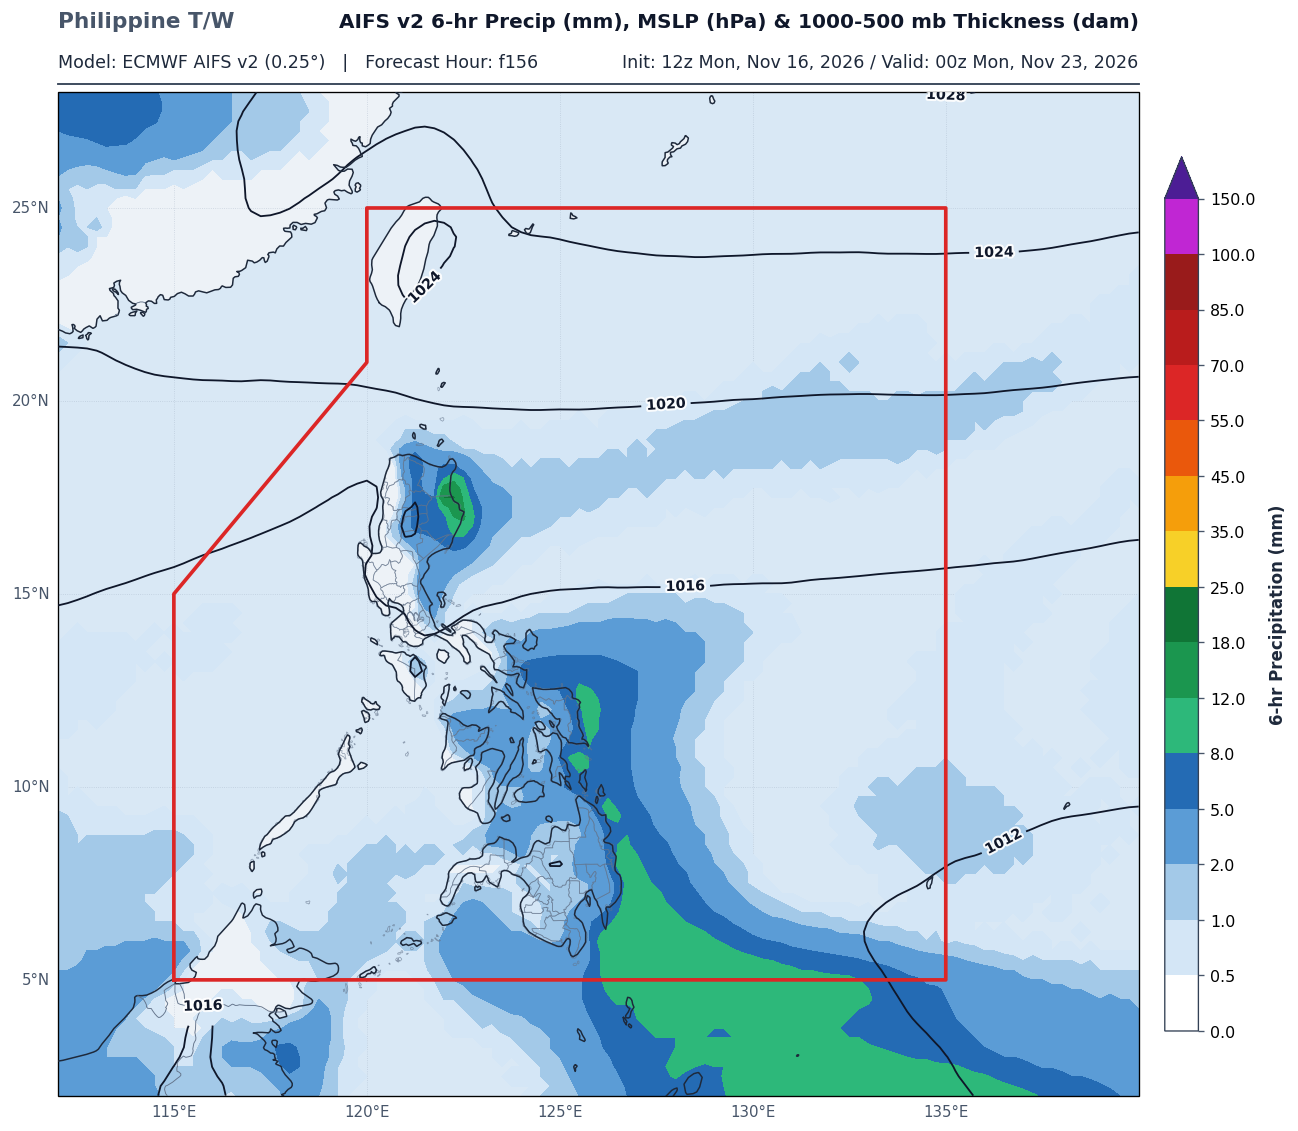 Philippine T/W
AIFS v2 6-hr Precip (mm), MSLP (hPa) & 1000-500 mb Thickness (dam)
Model: ECMWF AIFS v2 (0.25°)   |   Forecast Hour: f156
Init: 12z Mon, Nov 16, 2026 / Valid: 00z Mon, Nov 23, 2026
1028
25°N
1024
1024
20°N
1020
15°N
1016
10°N
1012
5°N
1016
115°E
120°E
125°E
130°E
135°E
150.0
100.0
85.0
70.0
55.0
45.0
35.0
25.0
18.0
12.0
8.0
5.0
2.0
1.0
0.5
0.0
6-hr Precipitation (mm)